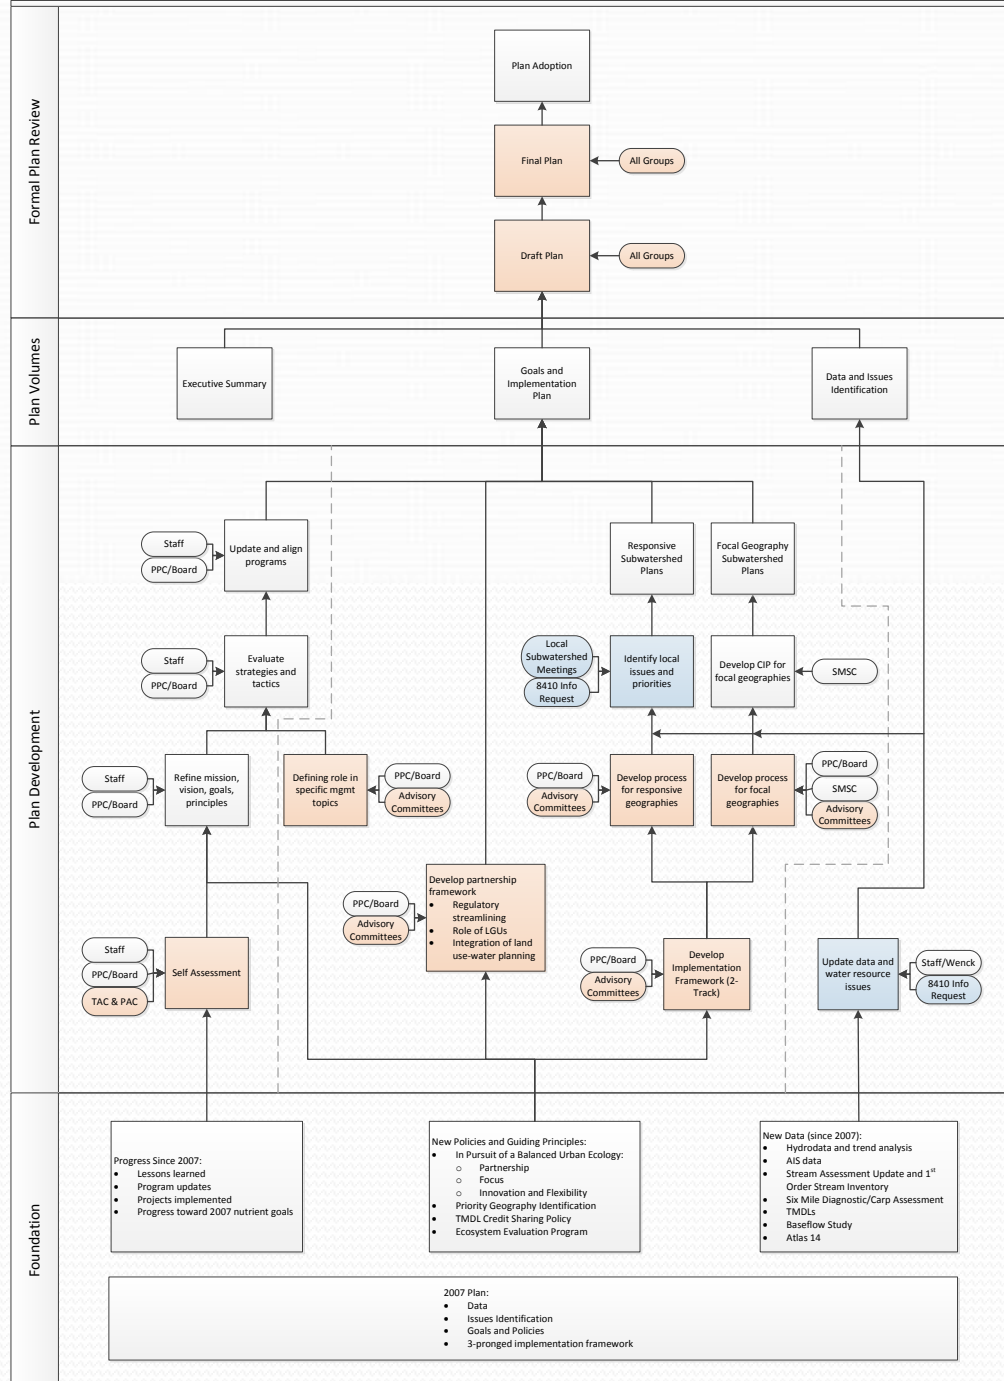 Formal Plan Review
Plan Adoption
Final Plan
All Groups
Draft Plan
All Groups
Plan Volumes
Executive Summary
Goals and
Implementation
Plan
Data and Issues
Identification
Plan Development
Staff
PPC/Board
Update and align
programs
Responsive
Subwatershed
Plans
Focal Geography
Subwatershed
Plans
Staff
PPC/Board
Evaluate
strategies and
tactics
Local
Subwatershed
Meetings
8410 Info
Request
Identify local
issues and
priorities
Develop CIP for
focal geographies
SMSC
Staff
PPC/Board
Refine mission,
vision, goals,
principles
Defining role in
specific mgmt
topics
PPC/Board
Advisory
Committees
PPC/Board
Advisory
Committees
Develop process
for responsive
geographies
Develop process
for focal
geographies
PPC/Board
SMSC
Advisory
Committees
PPC/Board
Advisory
Committees
Develop partnership
framework
• Regulatory
streamlining
• Role of LGUs
• Integration of land
use-water planning
Staff
PPC/Board
TAC & PAC
Self Assessment
PPC/Board
Advisory
Committees
Develop
Implementation
Framework (2-
Track)
Update data and
water resource
issues
Staff/Wenck
8410 Info
Request
Foundation
Progress Since 2007:
• Lessons learned
• Program updates
• Projects implemented
• Progress toward 2007 nutrient goals
New Policies and Guiding Principles:
• In Pursuit of a Balanced Urban Ecology:
o Partnership
o Focus
o Innovation and Flexibility
• Priority Geography Identification
• TMDL Credit Sharing Policy
• Ecosystem Evaluation Program
New Data (since 2007):
• Hydrodata and trend analysis
• AIS data
• Stream Assessment Update and 1st
Order Stream Inventory
• Six Mile Diagnostic/Carp Assessment
• TMDLs
• Baseflow Study
• Atlas 14
2007 Plan:
• Data
• Issues Identification
• Goals and Policies
• 3-pronged implementation framework